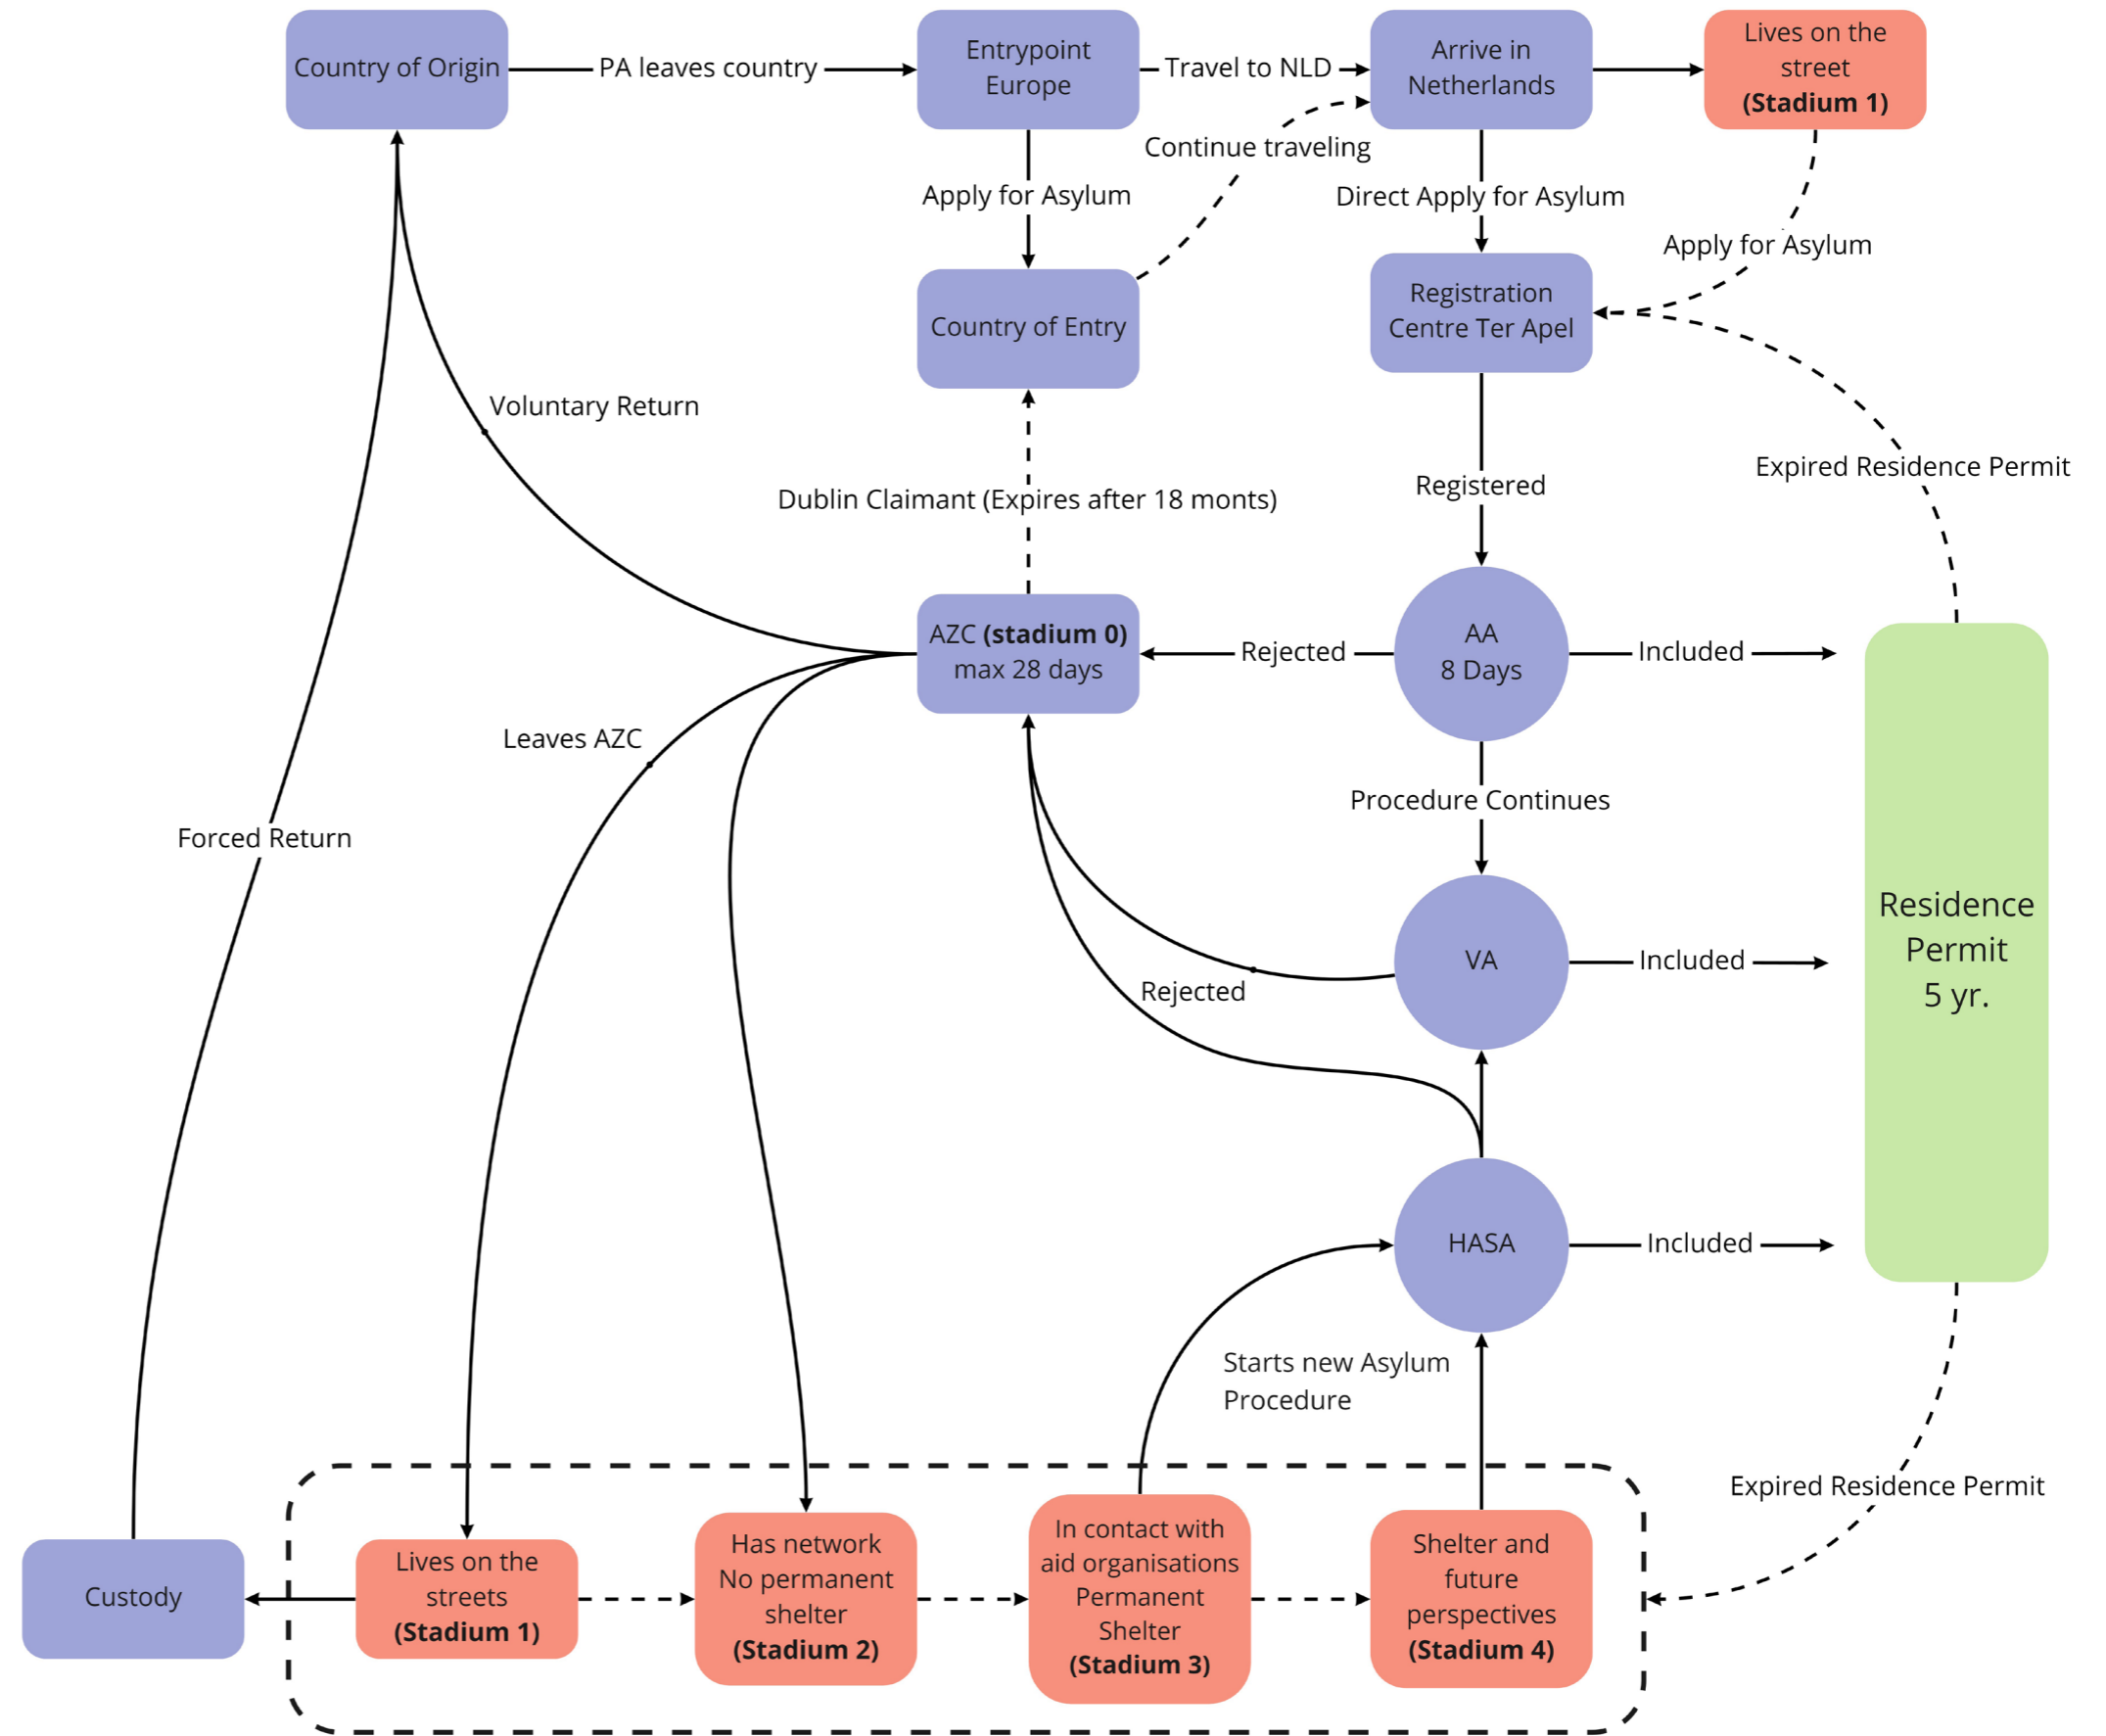 Country of Origin
PA leaves country
Entrypoint
Europe
Travel to NLD
Arrive in
Netherlands
Lives on the
street
(Stadium 1)
Continue traveling
Apply for Asylum
Direct Apply for Asylum
Apply for Asylum
Country of Entry
Registration
Centre Ter Apel
Voluntary Return
Expired Residence Permit
Dublin Claimant (Expires after 18 monts)
Registered
AZC (stadium 0)
max 28 days
Rejected
AA
8 Days
Included
Leaves AZC
Procedure Continues
Forced Return
Residence
Permit
5 yr.
VA
Included
Rejected
HASA
Included
Starts new Asylum
Procedure
Expired Residence Permit
Custody
Lives on the
streets
(Stadium 1)
Has network
No permanent
shelter
(Stadium 2)
In contact with
aid organisations
Permanent
Shelter
(Stadium 3)
Shelter and
future
perspectives
(Stadium 4)